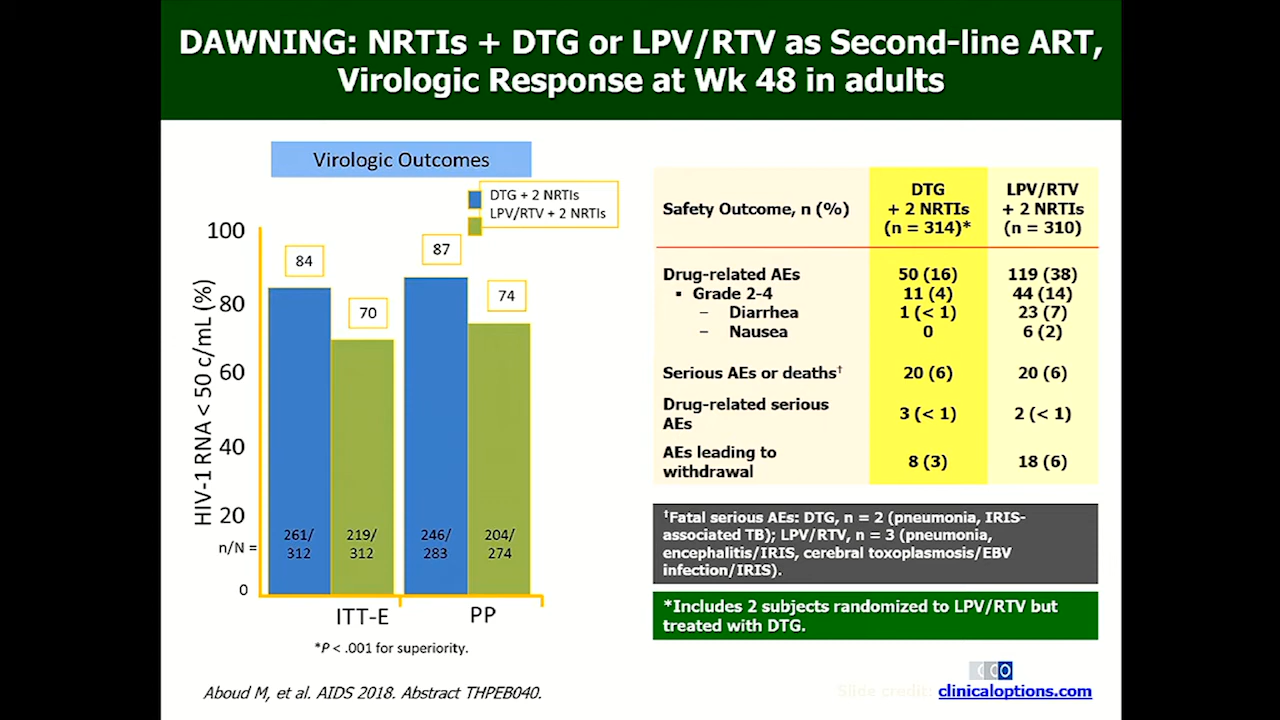 DAWNING: NRTIs + DTG or LPV/RTV as Second-line ART,
Virologic Response at Wk 48 in adults
Virologic Outcomes
DTG + 2 NRTIs
LPV/RTV + 2 NRTIs
HIV-1 RNA < 50 c/mL (%)
100
80
60
40
20
0
84
70
87
74
n/N =
261/
312
219/
312
246/
283
204/
274
ITT-E
PP
*P < .001 for superiority.
Aboud M, et al. AIDS 2018. Abstract THPEB040.
Safety Outcome, n (%)
DTG
+ 2 NRTIs
(n = 314)*
LPV/RTV
+ 2 NRTIs
(n = 310)
Drug-related AEs 50 (16) 119 (38)
▪ Grade 2-4 11 (4) 44 (14)
− Diarrhea 1 (< 1) 23 (7)
− Nausea 0 6 (2)
Serious AEs or deaths† 20 (6) 20 (6)
Drug-related serious
AEs 3 (< 1) 2 (< 1)
AEs leading to
withdrawal 8 (3) 18 (6)
‡Fatal serious AEs: DTG, n = 2 (pneumonia, IRIS-
associated TB); LPV/RTV, n = 3 (pneumonia,
encephalitis/IRIS, cerebral toxoplasmosis/EBV
infection/IRIS).
*Includes 2 subjects randomized to LPV/RTV but
treated with DTG.
CCO
Slide credit: clinicaloptions.com